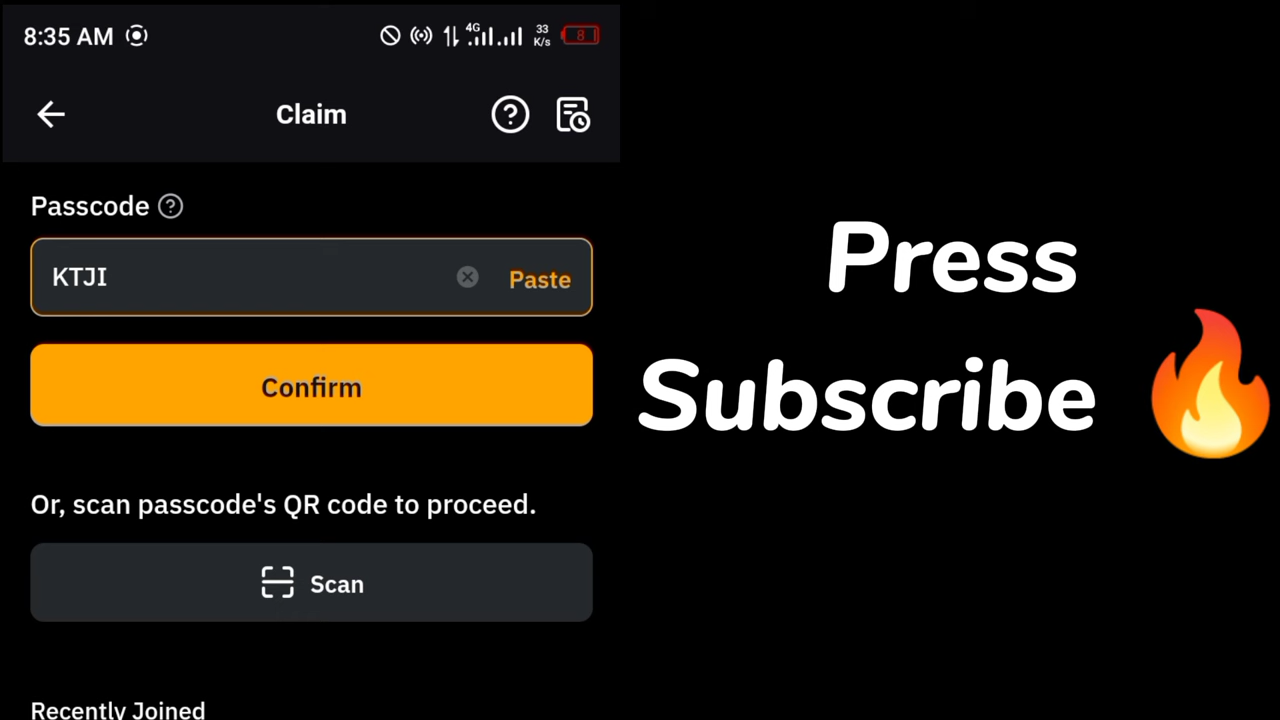 8:35 AM
4G
33
K/s
8
Claim
Passcode
KTJI
Paste
Confirm
Or, scan passcode's QR code to proceed.
Scan
Recently Joined
Press
Subscribe